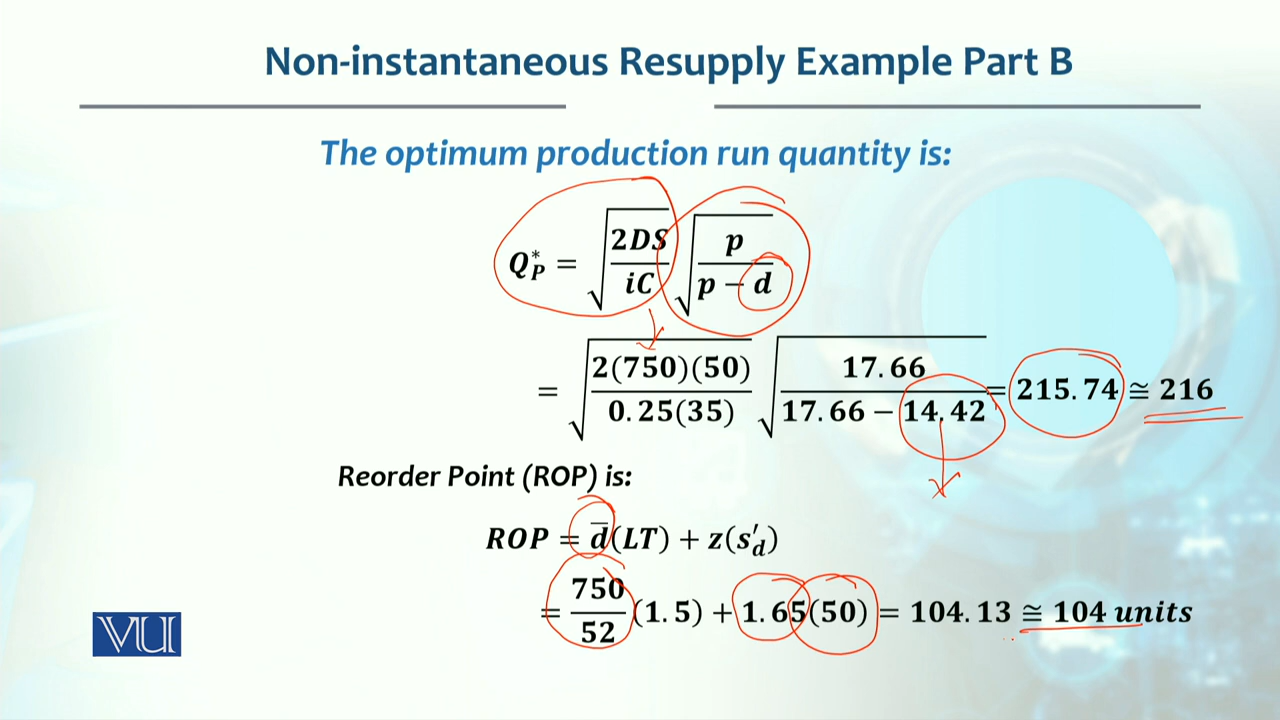 Non-instantaneous Resupply Example Part B
The optimum production run quantity is:
Q*P = √(2DS / iC) √(p / (p − d))
= √(2(750)(50) / 0.25(35)) √(17.66 / (17.66 − 14.42)) = 215.74 ≅ 216
Reorder Point (ROP) is:
ROP = d̄(LT) + z(s′d)
= 750/52 (1.5) + 1.65(50) = 104.13 ≅ 104 units
VU